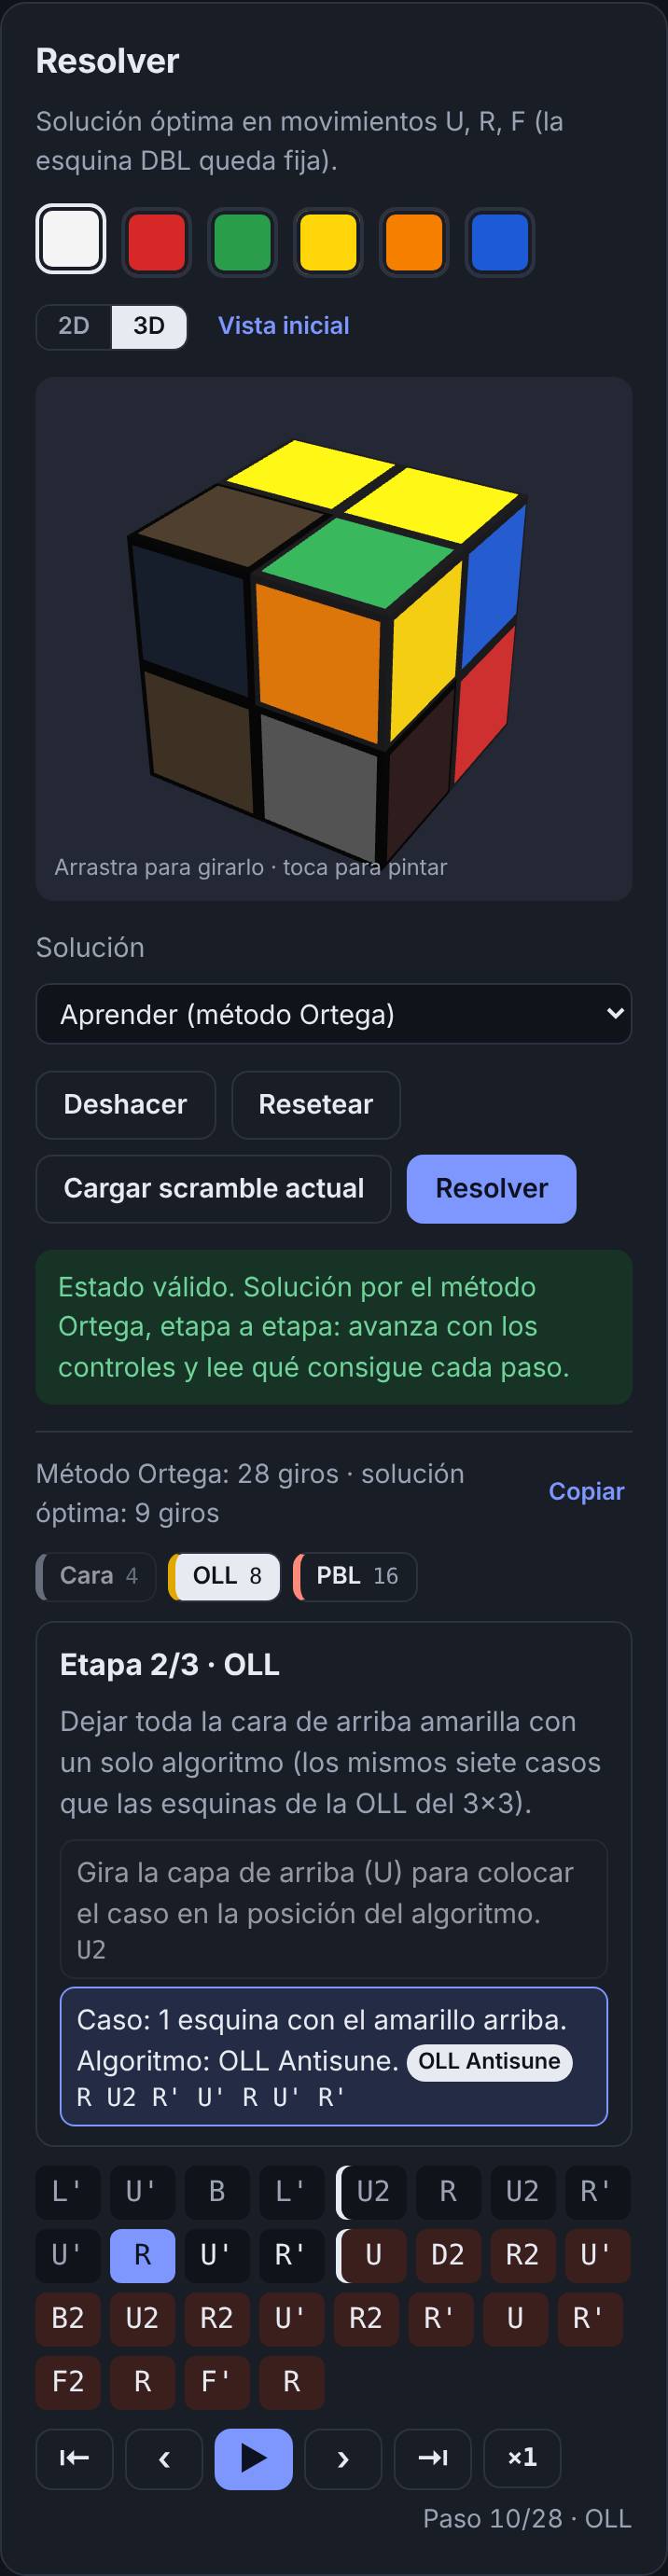 Resolver
Solución óptima en movimientos U, R, F (la
esquina DBL queda fija).
2D 3D Vista inicial
Arrastra para girarlo · toca para pintar
Solución
Aprender (método Ortega)
Deshacer Resetear
Cargar scramble actual Resolver
Estado válido. Solución por el método
Ortega, etapa a etapa: avanza con los
controles y lee qué consigue cada paso.
Método Ortega: 28 giros · solución
óptima: 9 giros
Copiar
Cara 4 OLL 8 PBL 16
Etapa 2/3 · OLL
Dejar toda la cara de arriba amarilla con
un solo algoritmo (los mismos siete casos
que las esquinas de la OLL del 3×3).
Gira la capa de arriba (U) para colocar
el caso en la posición del algoritmo.
U2
Caso: 1 esquina con el amarillo arriba.
Algoritmo: OLL Antisune. OLL Antisune
R U2 R' U' R U' R'
L' U' B L' U2 R U2 R'
U' R U' R' U D2 R2 U'
B2 U2 R2 U' R2 R' U R'
F2 R F' R
×1
Paso 10/28 · OLL